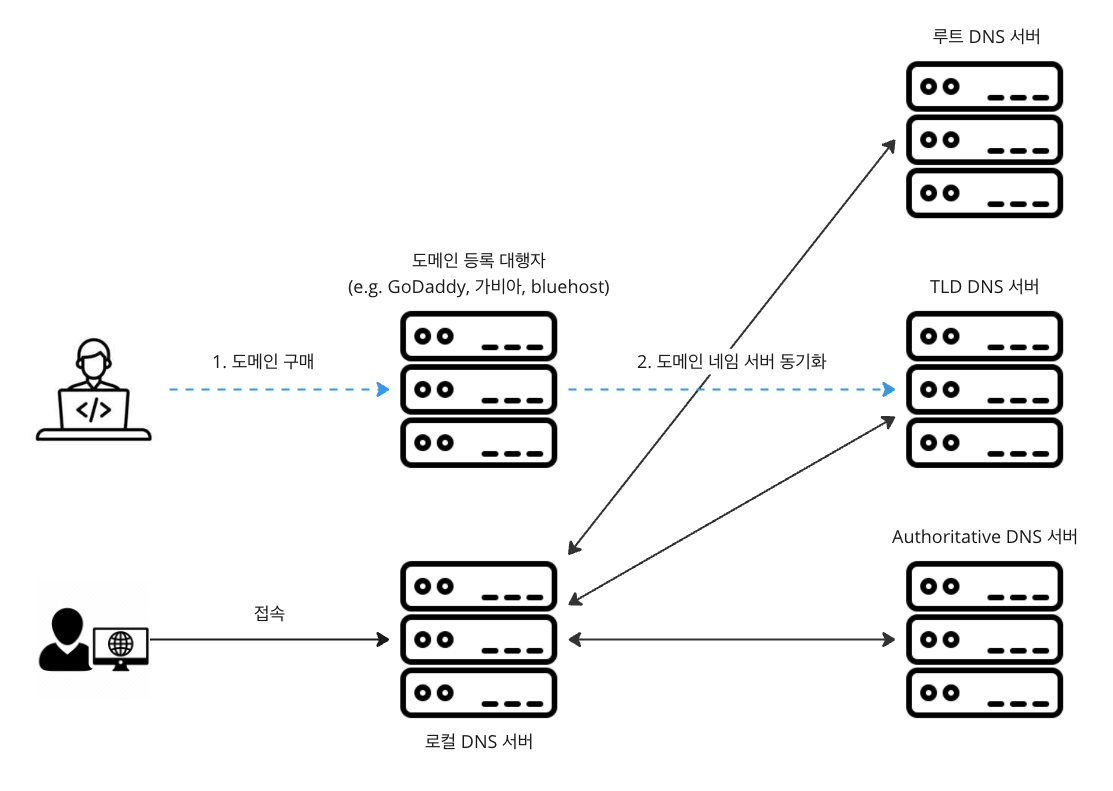 루트 DNS 서버
도메인 등록 대행자
(e.g. GoDaddy, 가비아, bluehost)
TLD DNS 서버
1. 도메인 구매
2. 도메인 네임 서버 동기화
</>
Authoritative DNS 서버
접속
로컬 DNS 서버